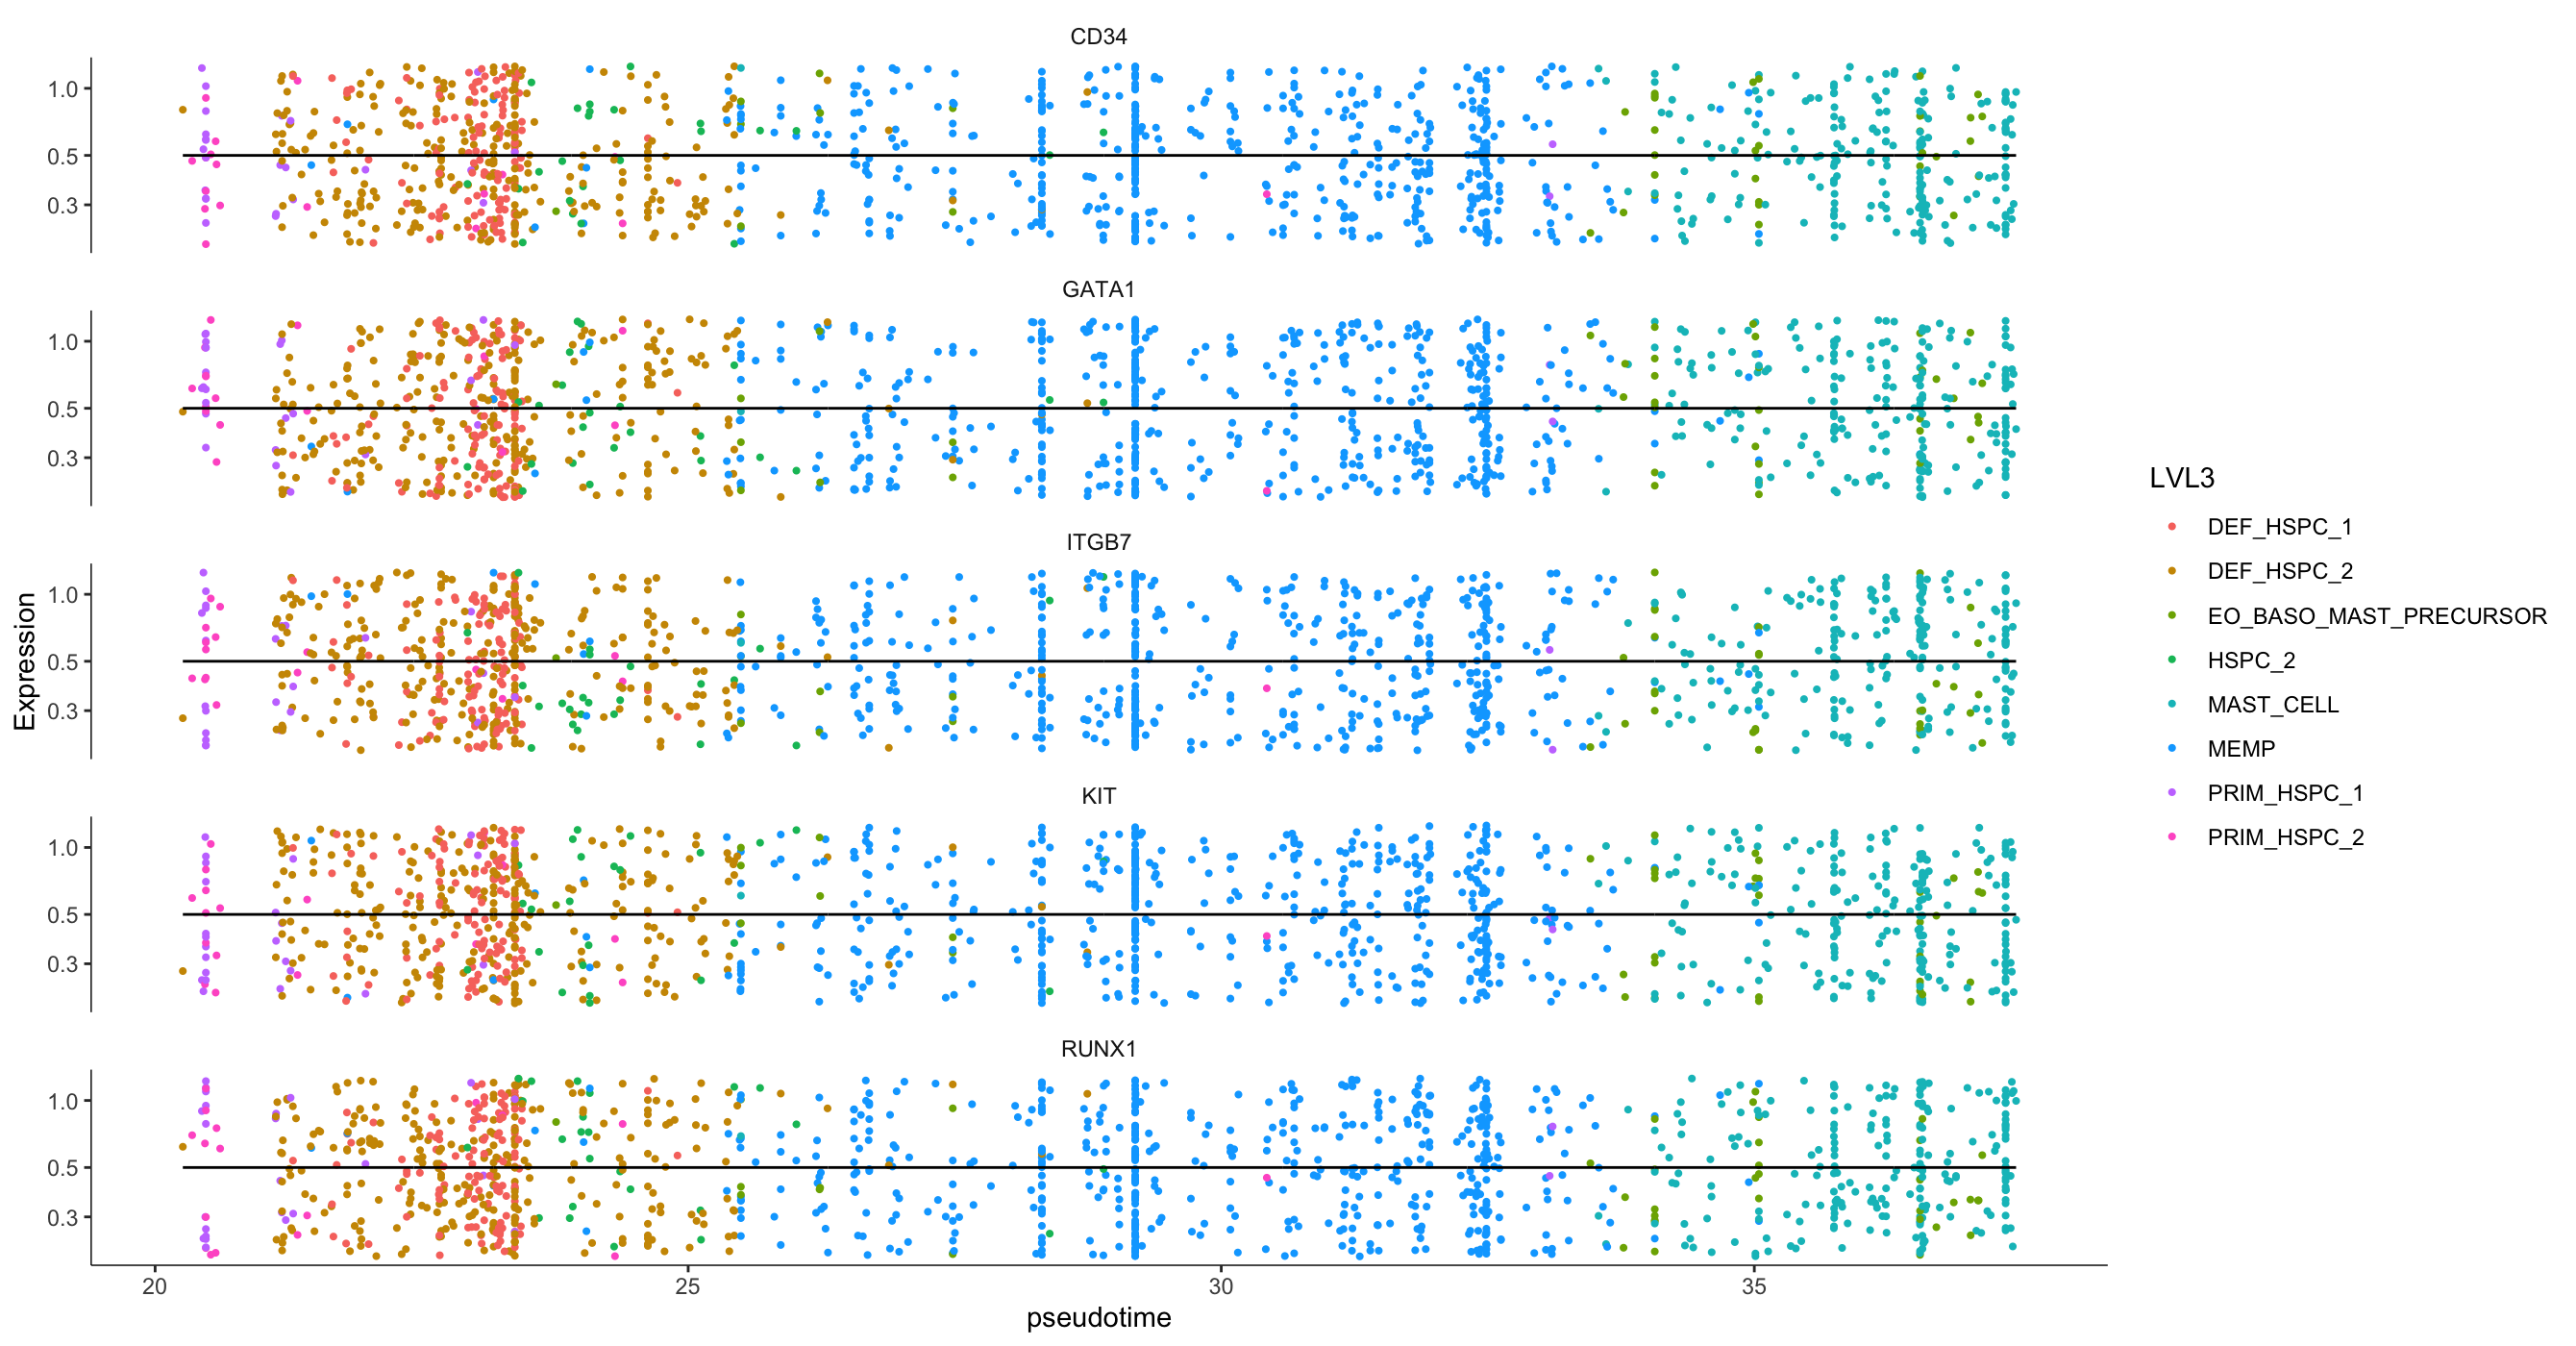 CD34
1.0
0.5
0.3
GATA1
1.0
0.5
0.3
ITGB7
1.0
0.5
0.3
KIT
1.0
0.5
0.3
RUNX1
1.0
0.5
0.3
20 25 30 35
pseudotime
Expression
LVL3
DEF_HSPC_1
DEF_HSPC_2
EO_BASO_MAST_PRECURSOR
HSPC_2
MAST_CELL
MEMP
PRIM_HSPC_1
PRIM_HSPC_2